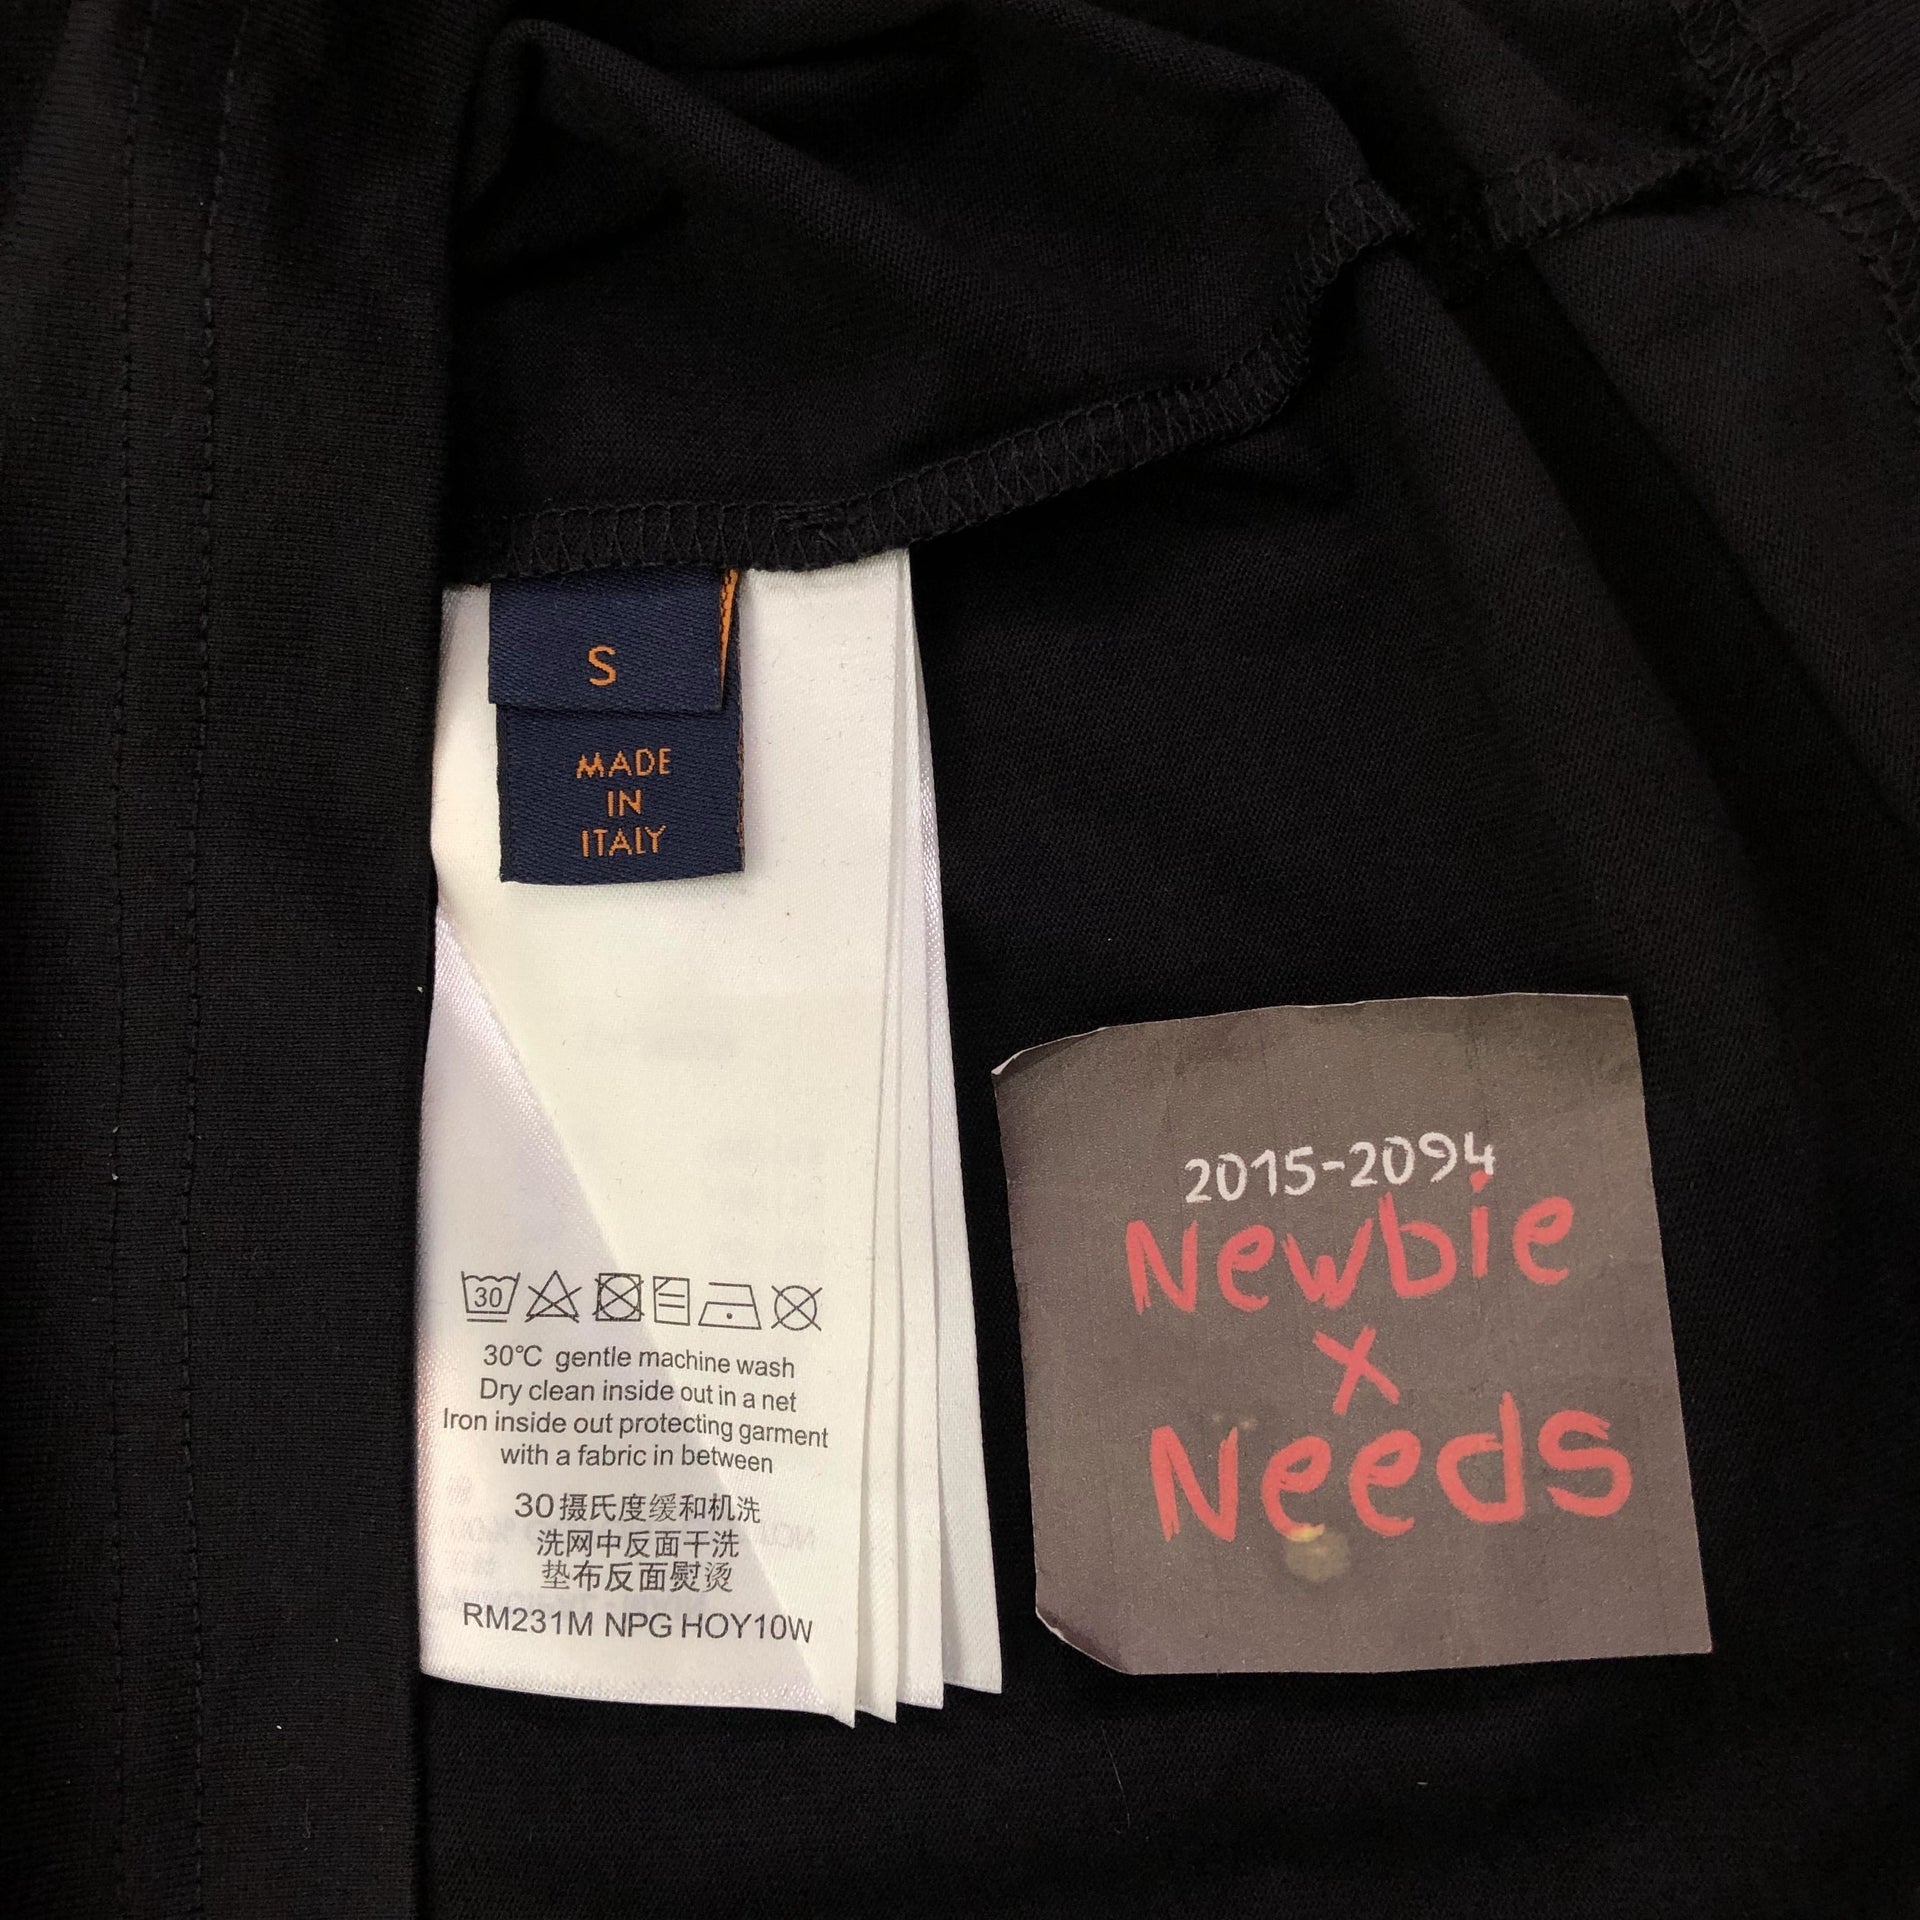 S
MADE
IN
ITALY
30
30°C gentle machine wash
Dry clean inside out in a net
Iron inside out protecting garment
with a fabric in between
30摄氏度缓和机洗
洗网中反面干洗
垫布反面熨烫
RM231M NPG HOY10W
2015-2094
Newbie
x
Needs